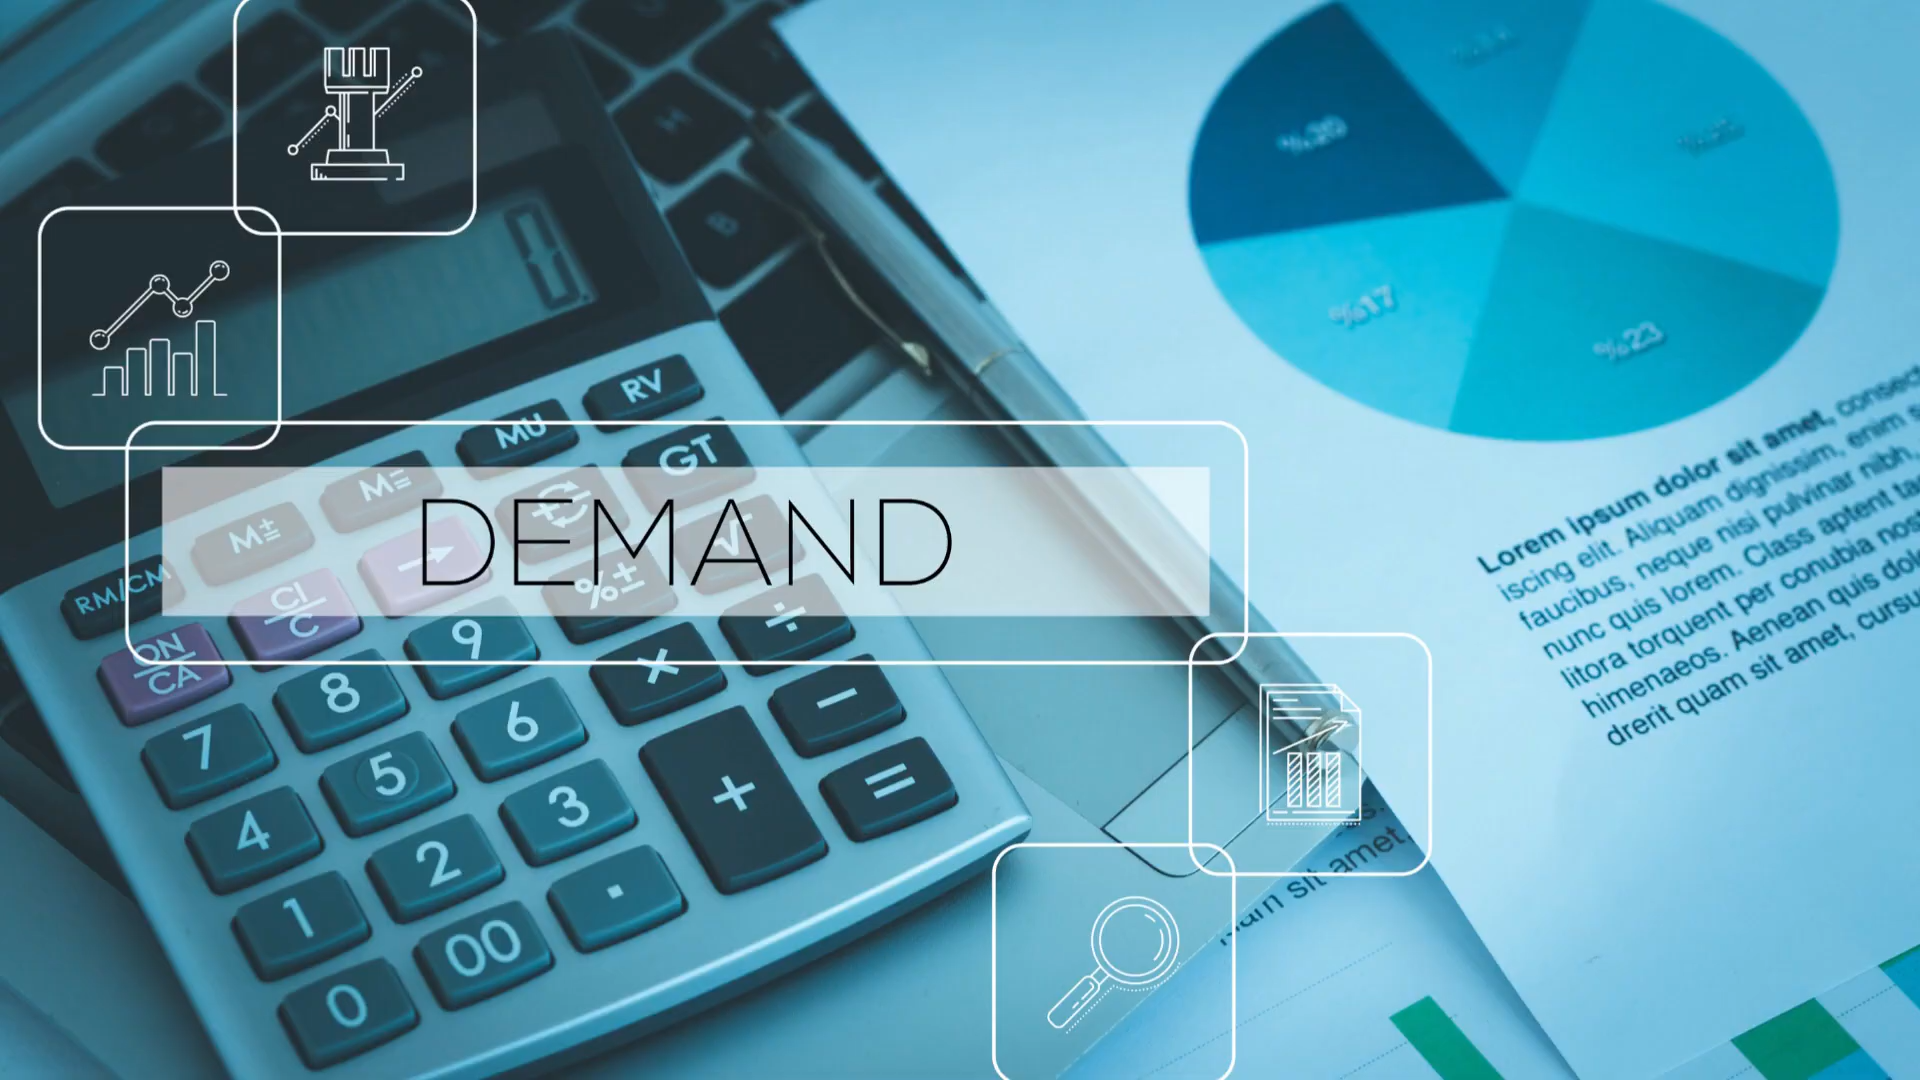 DEMAND
RV
MU
GT
M±
RM/CM
%±
√
÷
ON
CA
CI
C
7
8
9
×
−
4
5
6
+
=
1
2
3
0
00
.
%17
%23
Lorem ipsum dolor sit amet,
iscing elit. Aliquam dignissim, enim
faucibus, neque nisi pulvinar nibh,
nunc quis lorem. Class aptent
litora torquent per conubia
himenaeos. Aenean quis
drerit quam sit amet,
sit amet.